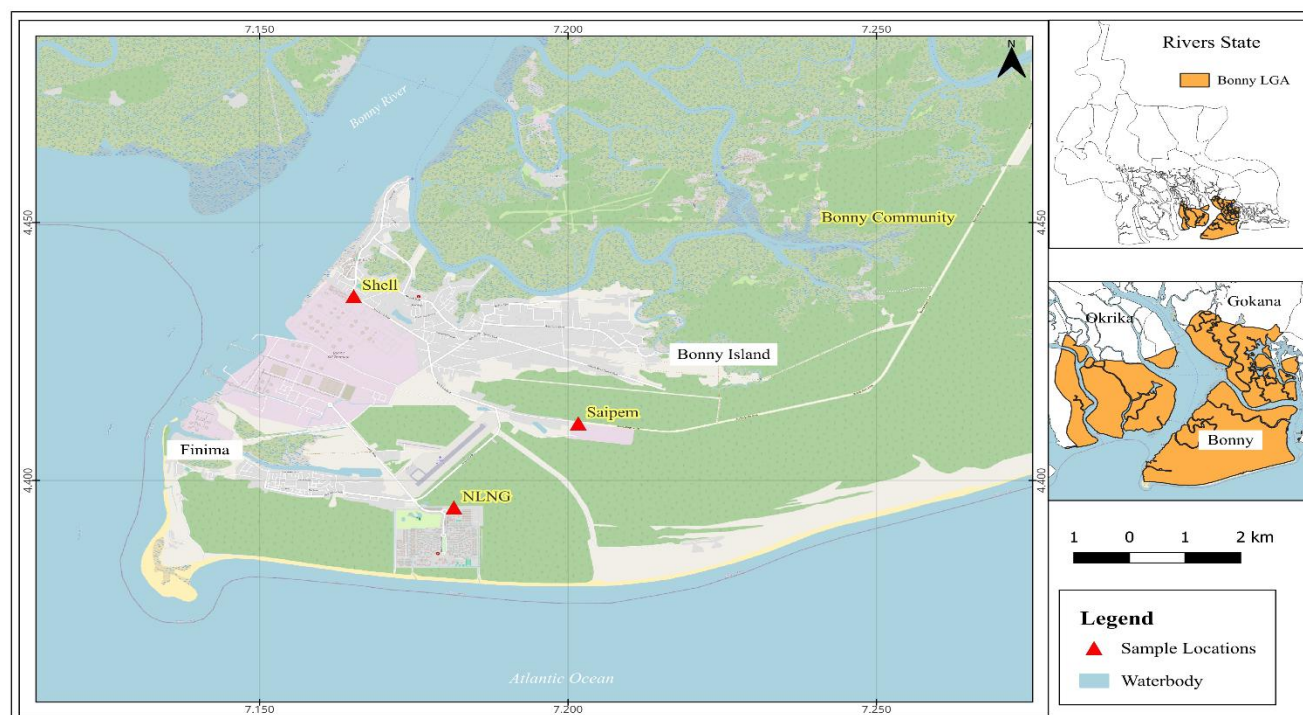 7.150
7.200
7.250
N
Bonny River
4.450
4.450
Bonny Community
Shell
Bonny Island
Saipem
Finima
4.400
4.400
NLNG
Atlantic Ocean
7.150
7.200
7.250
Rivers State
Bonny LGA
Gokana
Okrika
Bonny
1 0 1 2 km
Legend
Sample Locations
Waterbody